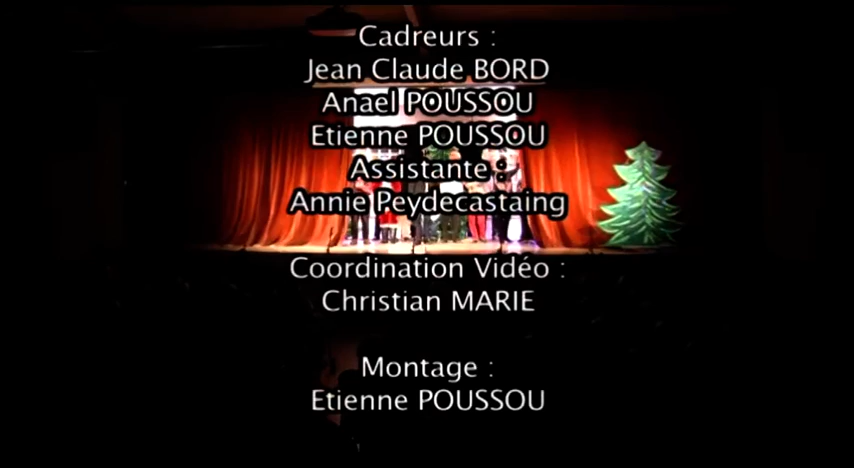 Cadreurs :
Jean Claude BORD
Anael POUSSOU
Etienne POUSSOU
Assistante :
Annie Peydecastaing
Coordination Vidéo :
Christian MARIE
Montage :
Etienne POUSSOU